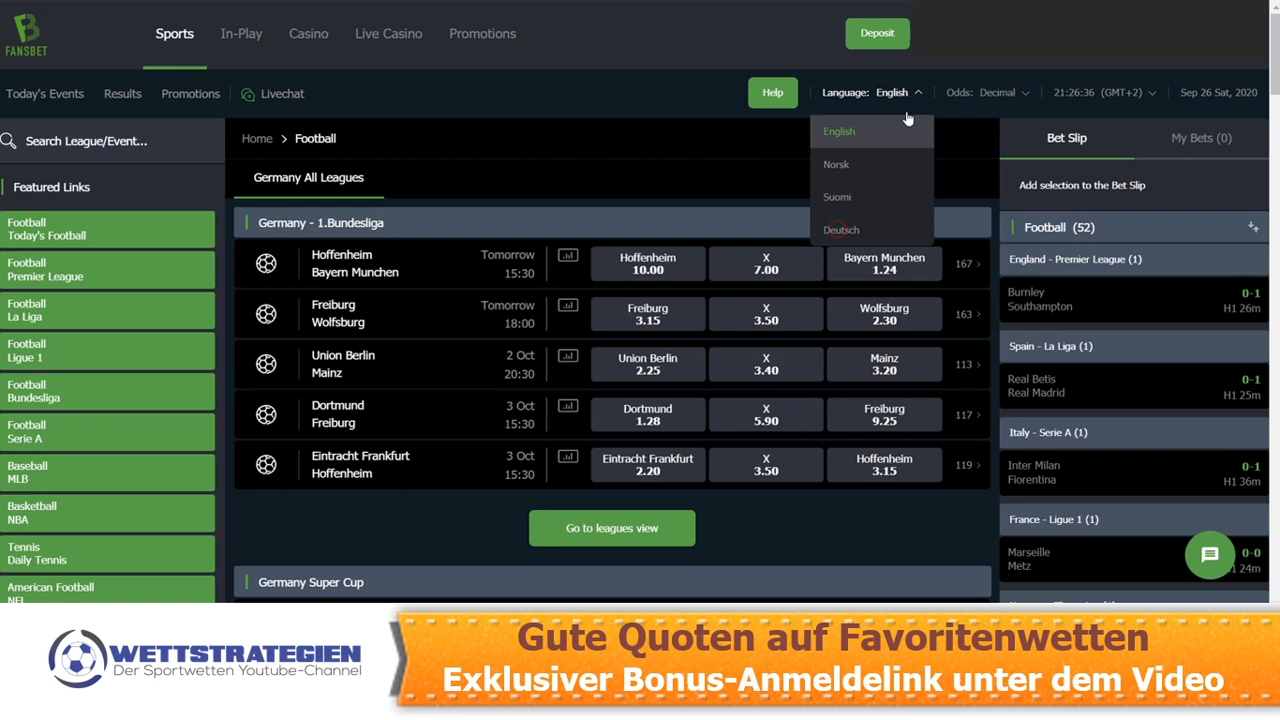 FANSBET
Sports
In-Play
Casino
Live Casino
Promotions
Deposit
Today's Events
Results
Promotions
Livechat
Help
Language: English
Odds: Decimal
21:26:36 (GMT+2)
Sep 26 Sat, 2020
English
Norsk
Suomi
Deutsch
Search League/Event...
Featured Links
Football
Today's Football
Football
Premier League
Football
La Liga
Football
Ligue 1
Football
Bundesliga
Football
Serie A
Baseball
MLB
Basketball
NBA
Tennis
Daily Tennis
American Football
NFL
Home > Football
Germany All Leagues
Germany - 1.Bundesliga
Hoffenheim Tomorrow Hoffenheim X Bayern Munchen
Bayern Munchen 15:30 10.00 7.00 1.24 167
Freiburg Tomorrow Freiburg X Wolfsburg
Wolfsburg 18:00 3.15 3.50 2.30 163
Union Berlin 2 Oct Union Berlin X Mainz
Mainz 20:30 2.25 3.40 3.20 113
Dortmund 3 Oct Dortmund X Freiburg
Freiburg 15:30 1.28 5.90 9.25 117
Eintracht Frankfurt 3 Oct Eintracht Frankfurt X Hoffenheim
Hoffenheim 15:30 2.20 3.50 3.15 119
Go to leagues view
Germany Super Cup
Bet Slip
My Bets (0)
Add selection to the Bet Slip
Football (52)
England - Premier League (1)
Burnley 0-1
Southampton H1 26m
Spain - La Liga (1)
Real Betis 0-1
Real Madrid H1 25m
Italy - Serie A (1)
Inter Milan 0-1
Fiorentina H1 36m
France - Ligue 1 (1)
Marseille 0-0
Metz H1 24m
WETTSTRATEGIEN
Der Sportwetten Youtube-Channel
Gute Quoten auf Favoritenwetten
Exklusiver Bonus-Anmeldelink unter dem Video